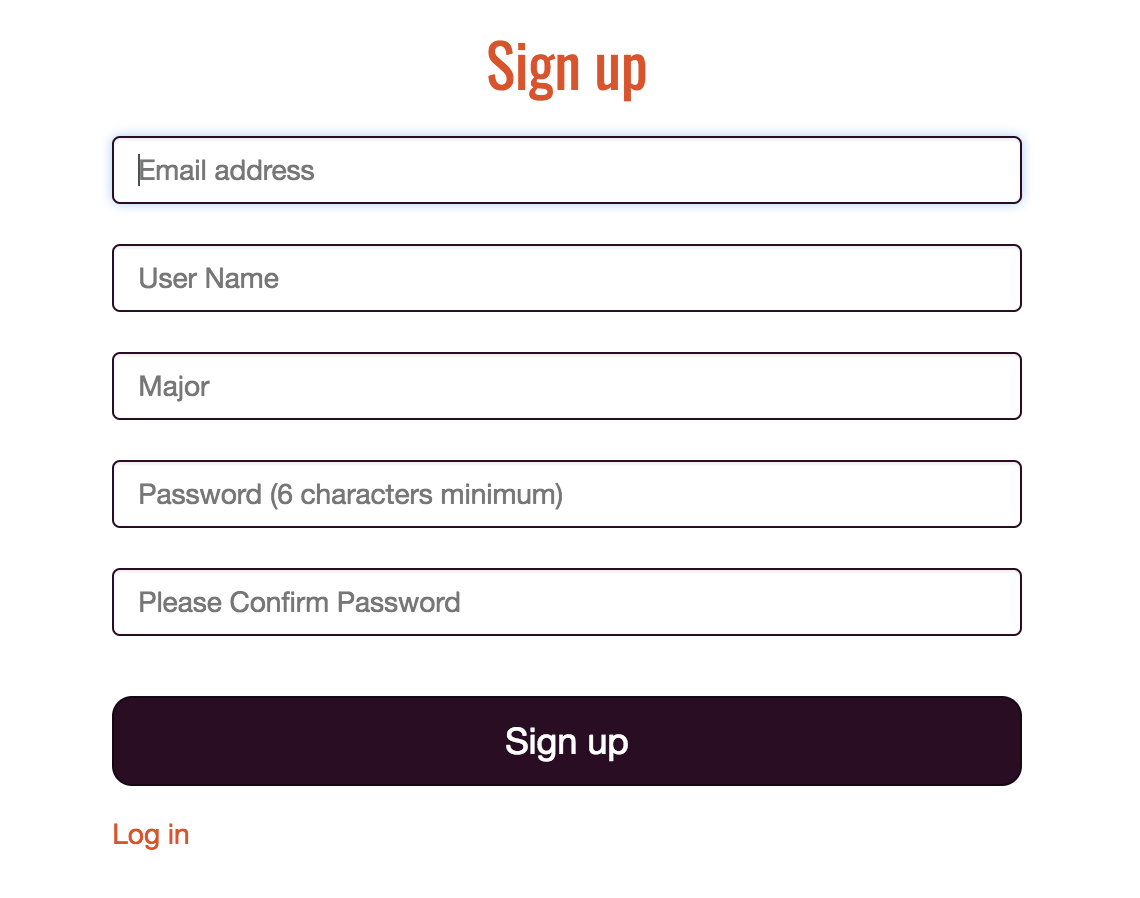 Sign up
Email address
User Name
Major
Password (6 characters minimum)
Please Confirm Password
Sign up
Log in